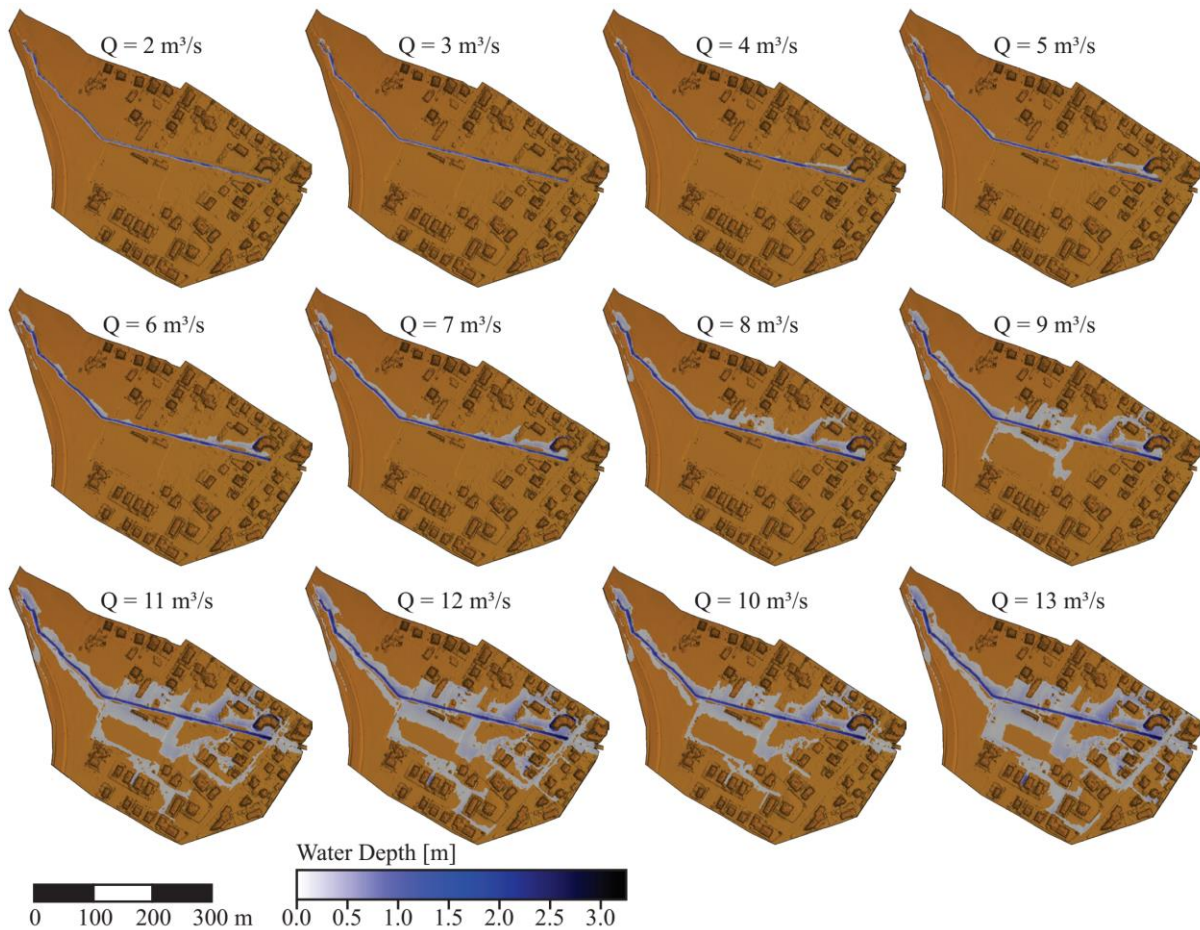 Q = 2 m³/s
Q = 3 m³/s
Q = 4 m³/s
Q = 5 m³/s
Q = 6 m³/s
Q = 7 m³/s
Q = 8 m³/s
Q = 9 m³/s
Q = 11 m³/s
Q = 12 m³/s
Q = 10 m³/s
Q = 13 m³/s
Water Depth [m]
0 100 200 300 m
0.0 0.5 1.0 1.5 2.0 2.5 3.0